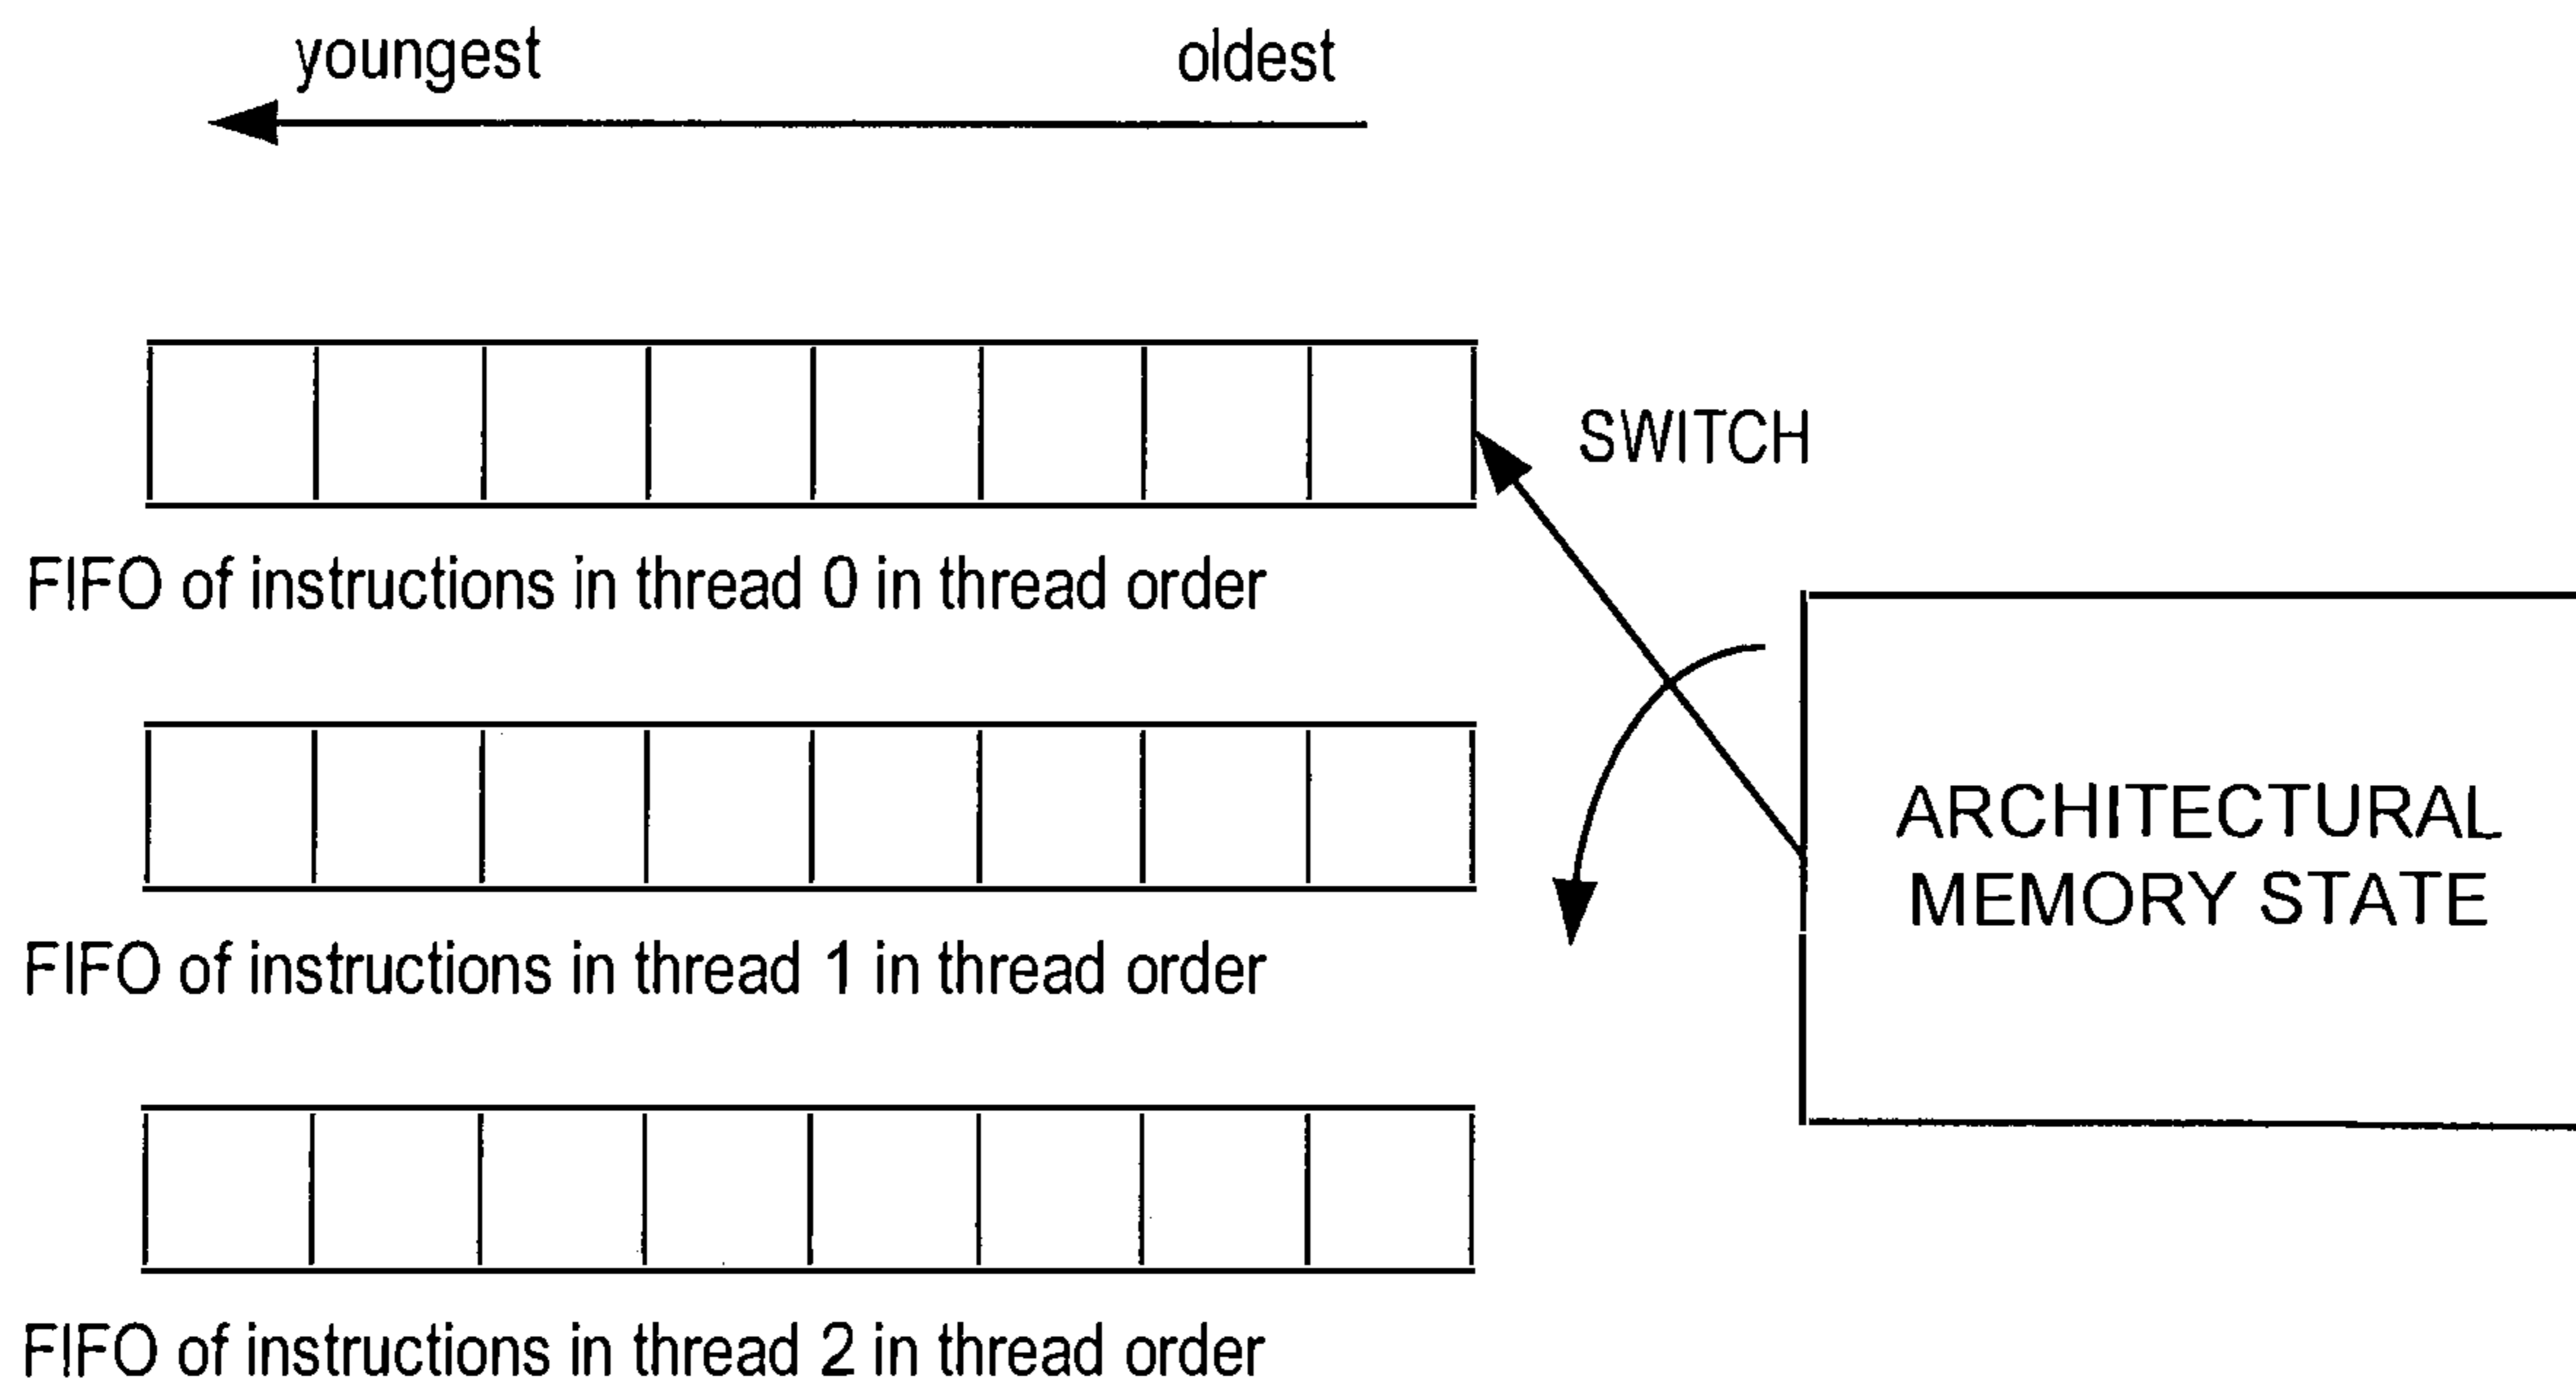 youngest oldest
SWITCH
FIFO of instructions in thread 0 in thread order
ARCHITECTURAL
MEMORY STATE
FIFO of instructions in thread 1 in thread order
FIFO of instructions in thread 2 in thread order